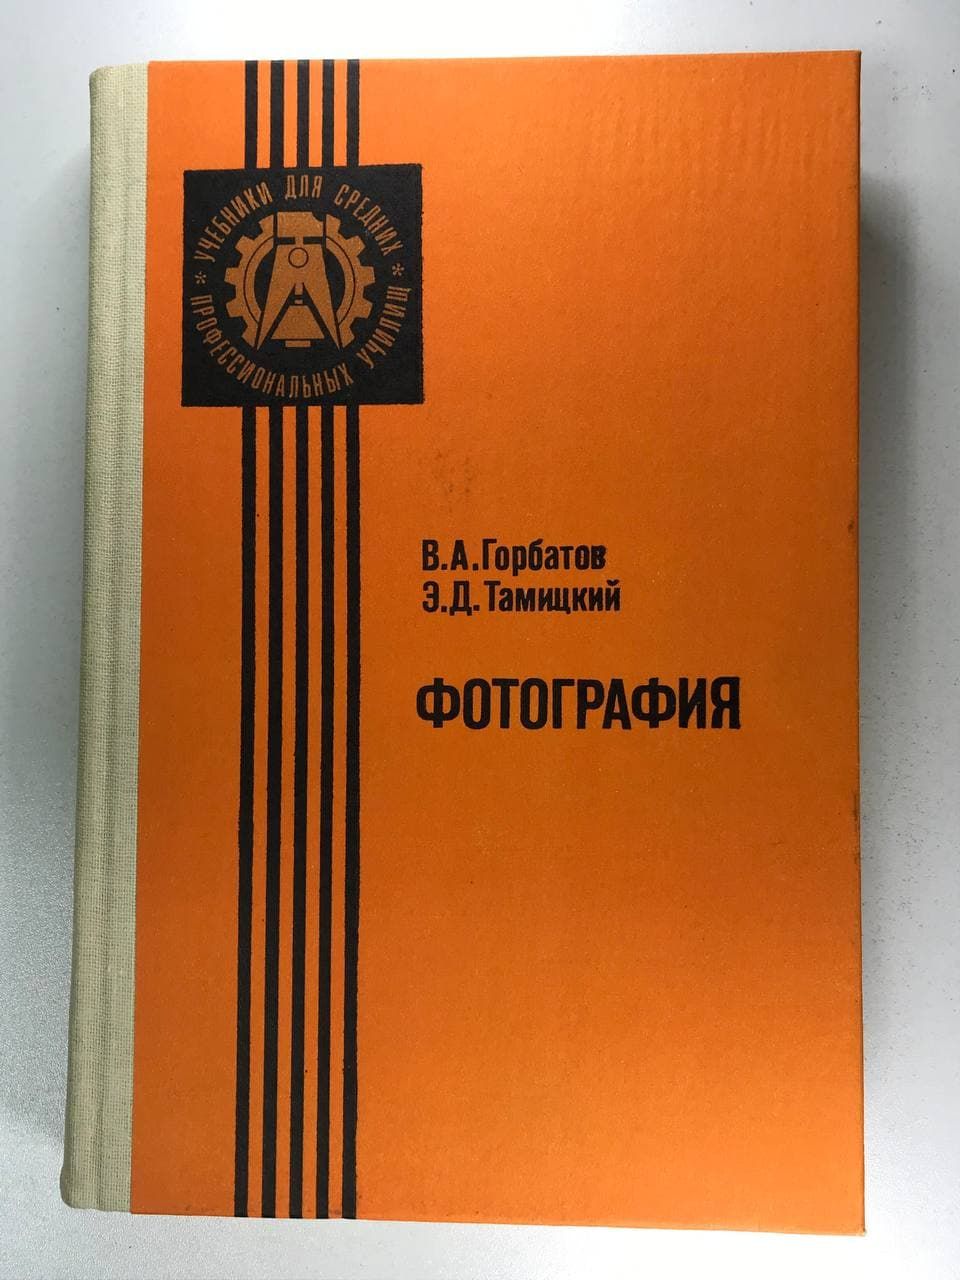 УЧЕБНИКИ ДЛЯ СРЕДНИХ
* ПРОФЕССИОНАЛЬНЫХ УЧИЛИЩ *
В.А.Горбатов
Э.Д.Тамицкий
ФОТОГРАФИЯ